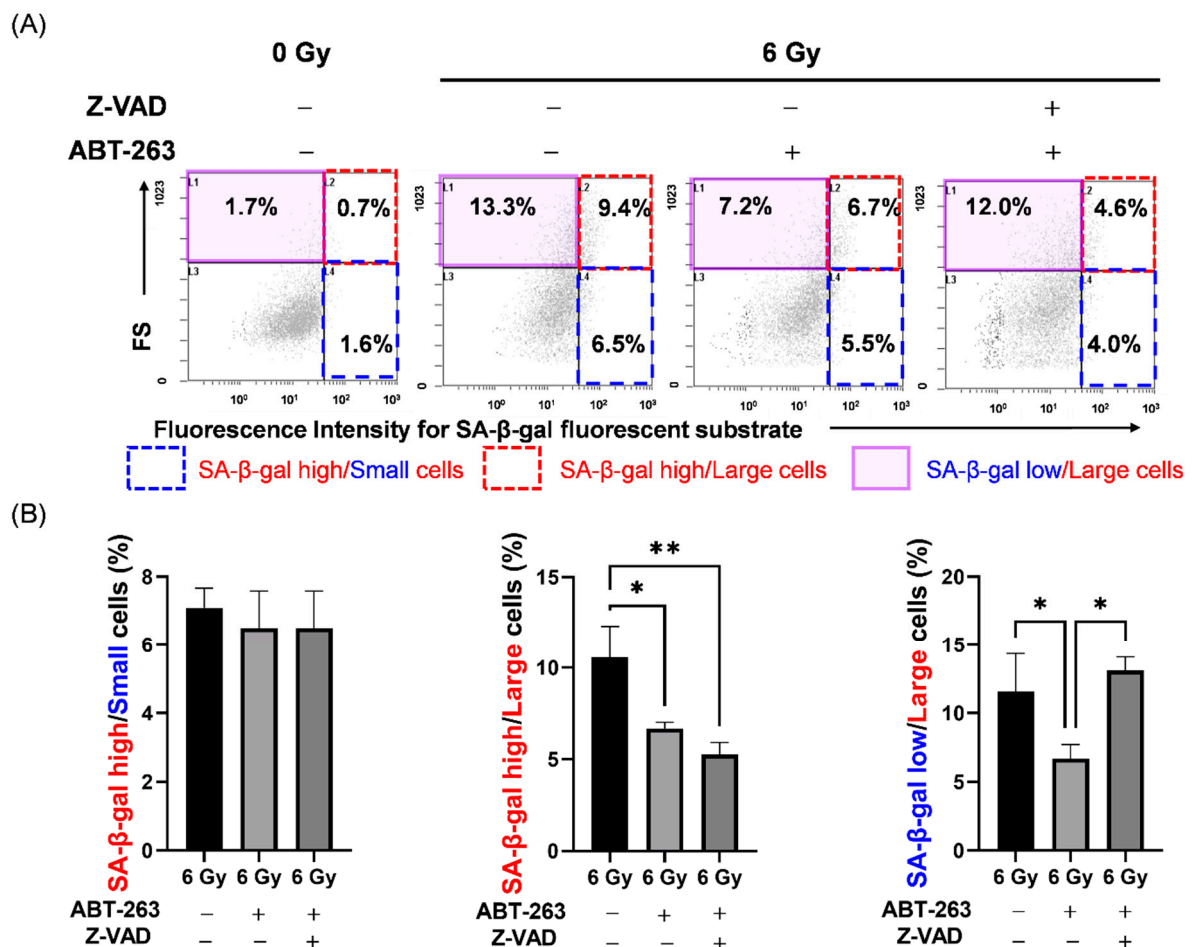 (A)
0 Gy
6 Gy
Z-VAD − − − +
ABT-263 − − + +
1023 L1 1.7% L2 0.7%
L3 L4 1.6%
0
10⁰ 10¹ 10² 10³
1023 L1 13.3% L2 9.4%
L3 L4 6.5%
0
10⁰ 10¹ 10² 10³
1023 L1 7.2% L2 6.7%
L3 L4 5.5%
0
10⁰ 10¹ 10² 10³
1023 L1 12.0% L2 4.6%
L3 L4 4.0%
0
10⁰ 10¹ 10² 10³
FS
Fluorescence Intensity for SA-β-gal fluorescent substrate
SA-β-gal high/Small cells
SA-β-gal high/Large cells
SA-β-gal low/Large cells
(B)
SA-β-gal high/Small cells (%)
8
6
4
2
0
6 Gy 6 Gy 6 Gy
ABT-263 − + +
Z-VAD − − +
SA-β-gal high/Large cells (%)
15
10
5
0
**
*
6 Gy 6 Gy 6 Gy
ABT-263 − + +
Z-VAD − − +
SA-β-gal low/Large cells (%)
20
15
10
5
0
* *
6 Gy 6 Gy 6 Gy
ABT-263 − + +
Z-VAD − − +